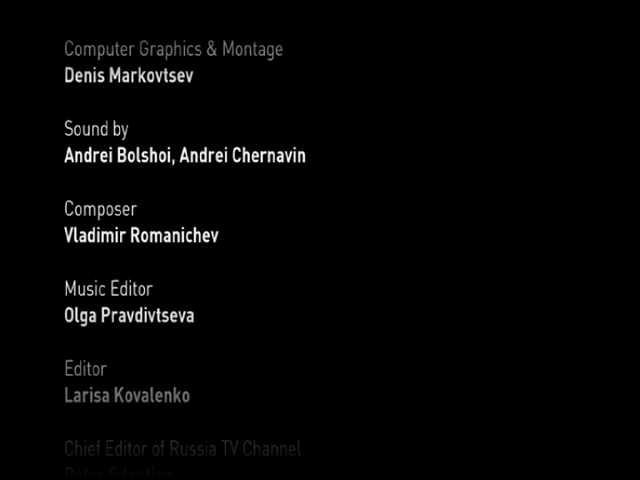 Computer Graphics & Montage
Denis Markovtsev
Sound by
Andrei Bolshoi, Andrei Chernavin
Composer
Vladimir Romanichev
Music Editor
Olga Pravdivtseva
Editor
Larisa Kovalenko
Chief Editor of Russia TV Channel